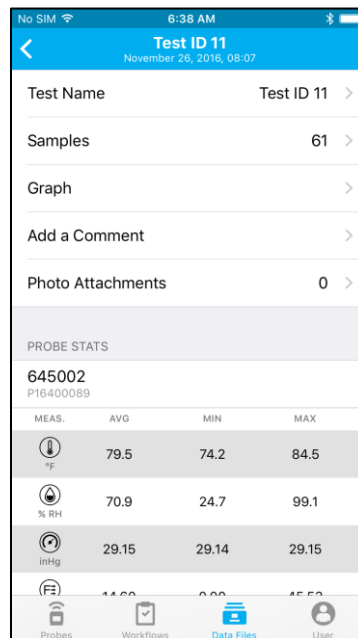 No SIM 6:38 AM
Test ID 11
November 26, 2016, 08:07
Test Name Test ID 11
Samples 61
Graph
Add a Comment
Photo Attachments 0
PROBE STATS
645002
P16400089
MEAS. AVG MIN MAX
°F 79.5 74.2 84.5
% RH 70.9 24.7 99.1
inHg 29.15 29.14 29.15
Probes Workflows Data Files User